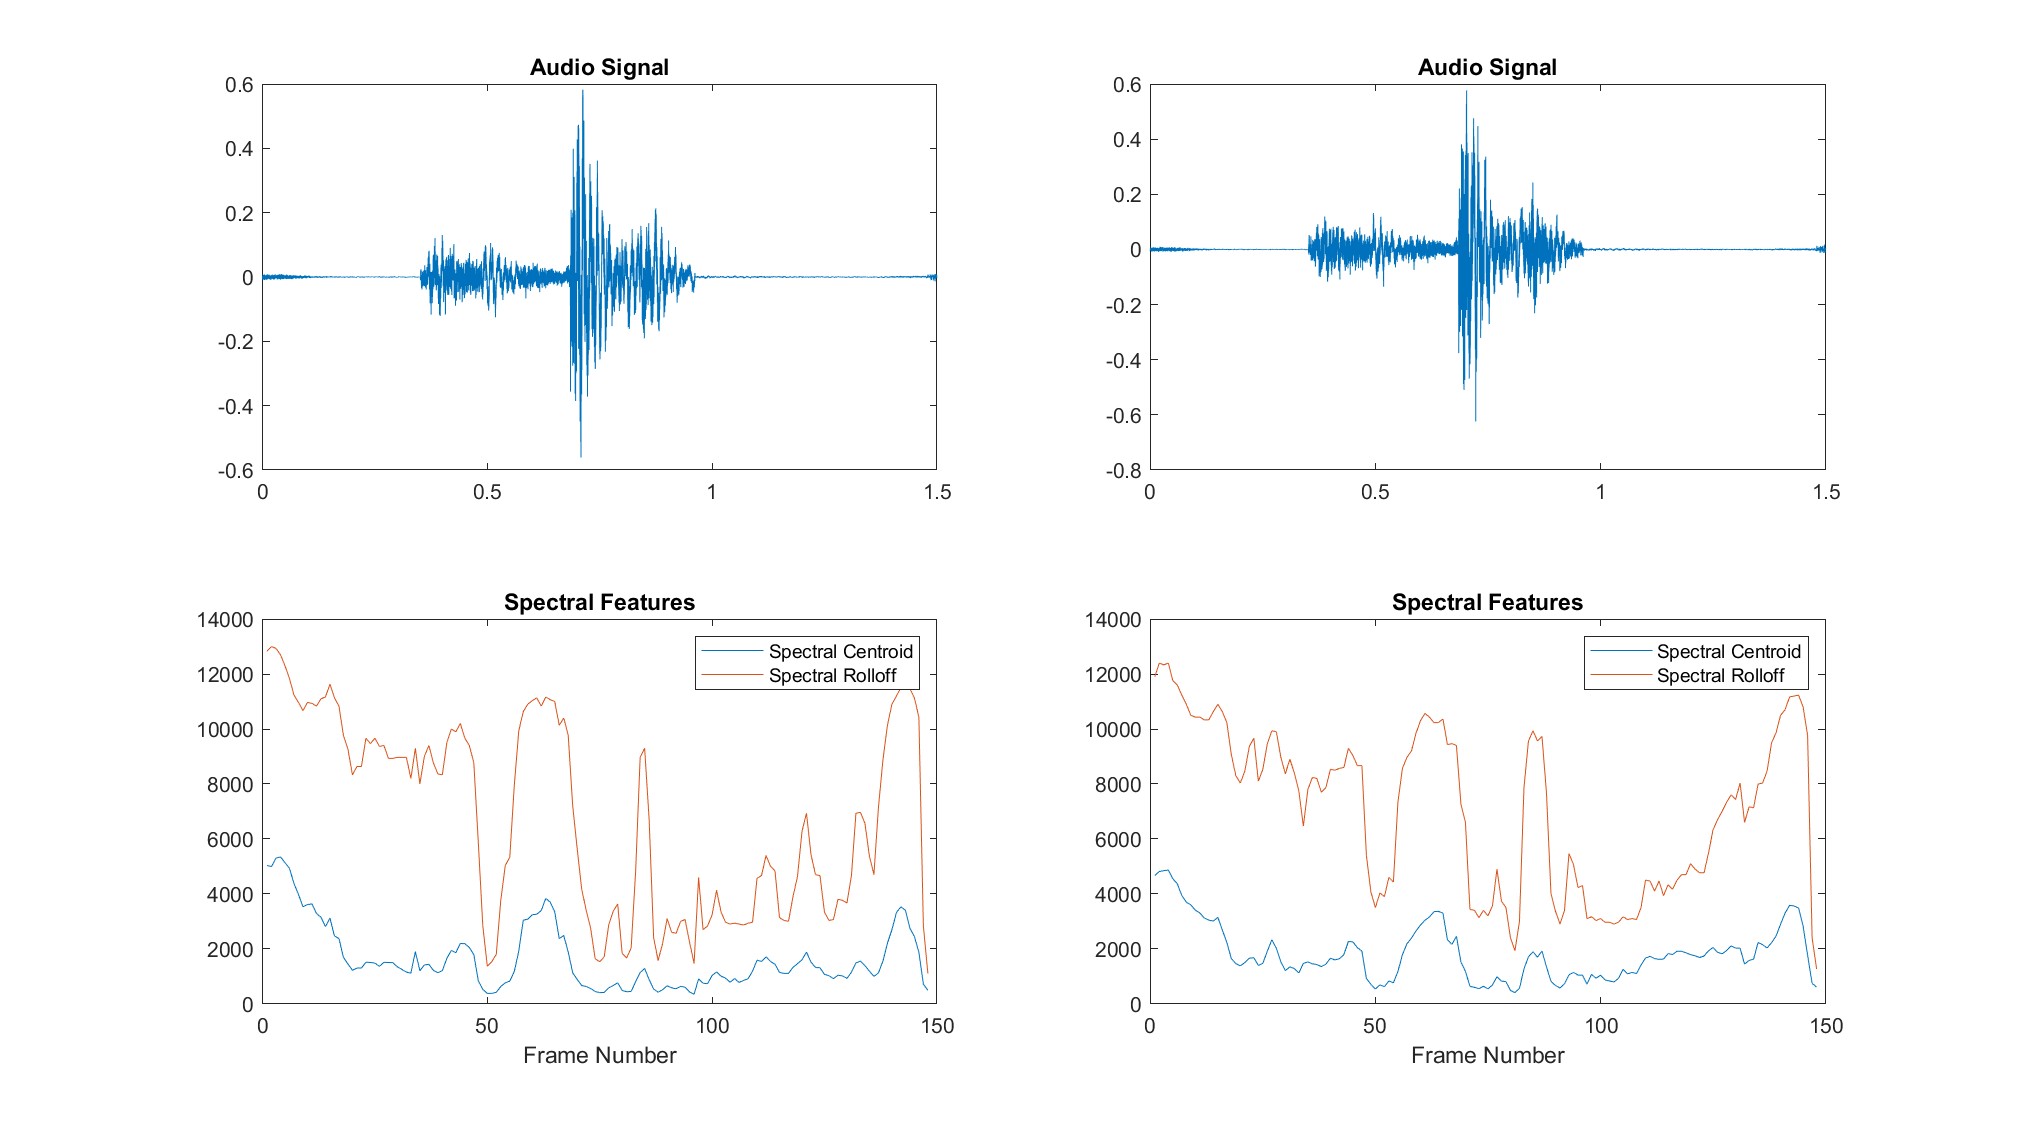 Audio Signal
0.6
0.4
0.2
0
-0.2
-0.4
-0.6
0 0.5 1 1.5
Audio Signal
0.6
0.4
0.2
0
-0.2
-0.4
-0.6
-0.8
0 0.5 1 1.5
Spectral Features
14000
12000
10000
8000
6000
4000
2000
0
Spectral Centroid
Spectral Rolloff
0 50 100 150
Frame Number
Spectral Features
14000
12000
10000
8000
6000
4000
2000
0
Spectral Centroid
Spectral Rolloff
0 50 100 150
Frame Number